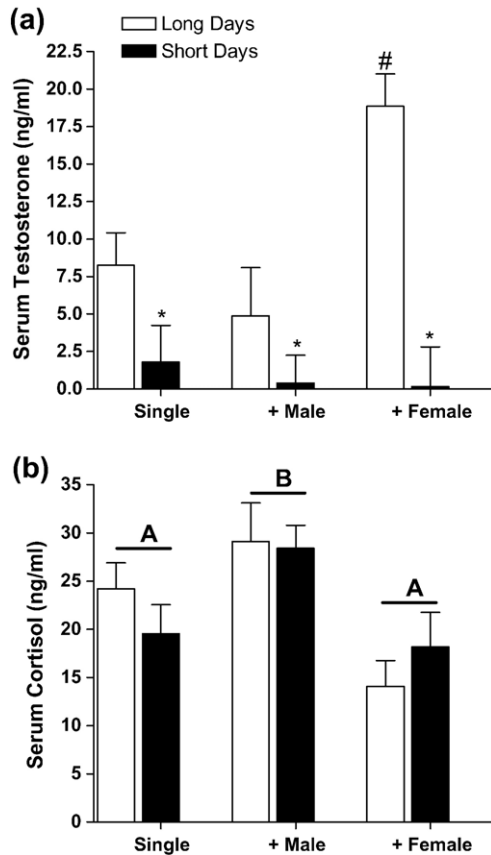 (a)
Long Days
Short Days
22.5
20.0
17.5
15.0
12.5
10.0
7.5
5.0
2.5
0.0
Serum Testosterone (ng/ml)
#
*
*
*
Single
+ Male
+ Female
(b)
35
30
25
20
15
10
5
0
Serum Cortisol (ng/ml)
A
B
A
Single
+ Male
+ Female